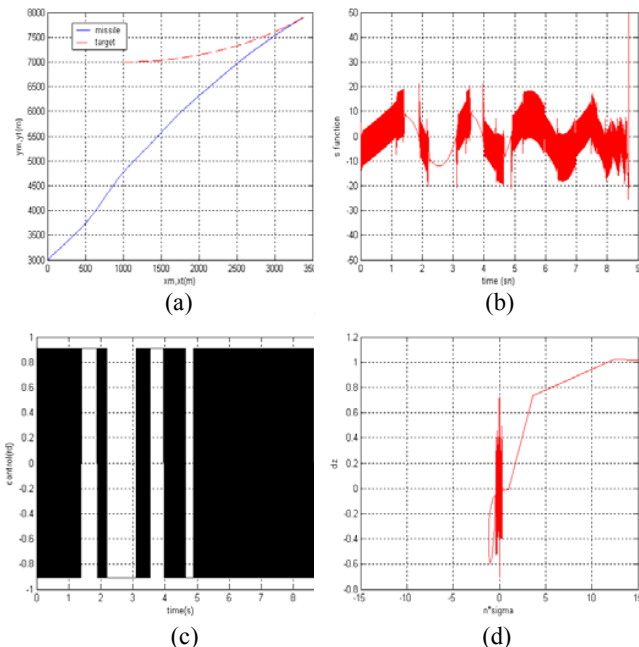 8000
7500
7000
6500
6000
5500
5000
4500
4000
3500
3000
ym,yt(m)
missile
target
0 500 1000 1500 2000 2500 3000 350
xm,xt(m)
(a)
50
40
30
20
10
0
-10
-20
-30
-40
-50
s function
0 1 2 3 4 5 6 7 8 9
time (sn)
(b)
1
0.8
0.6
0.4
0.2
0
-0.2
-0.4
-0.6
-0.8
-1
control(rd)
0 1 2 3 4 5 6 7 8
time(s)
(c)
1.2
1
0.8
0.6
0.4
0.2
0
0.2
0.4
0.6
0.8
dz
-15 -10 -5 0 5 10 15
n*sigma
(d)